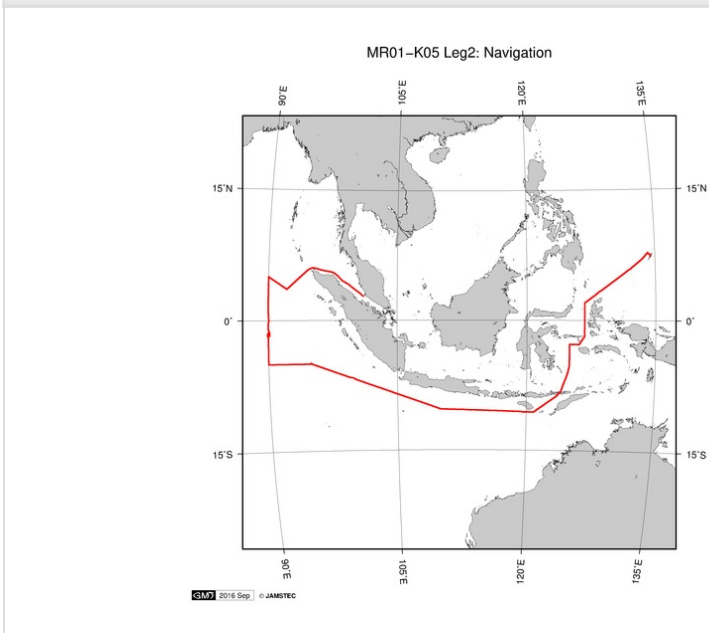 MR01−K05 Leg2: Navigation
90˚E 105˚E 120˚E 135˚E
15˚N 15˚N
0˚ 0˚
15˚S 15˚S
90˚E 105˚E 120˚E 135˚E
GMT 2016 Sep © JAMSTEC